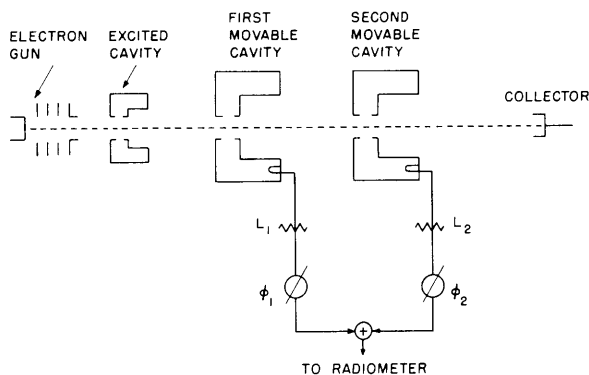 ELECTRON
GUN
EXCITED
CAVITY
FIRST
MOVABLE
CAVITY
SECOND
MOVABLE
CAVITY
COLLECTOR
L₁
L₂
ϕ₁
ϕ₂
+
TO RADIOMETER